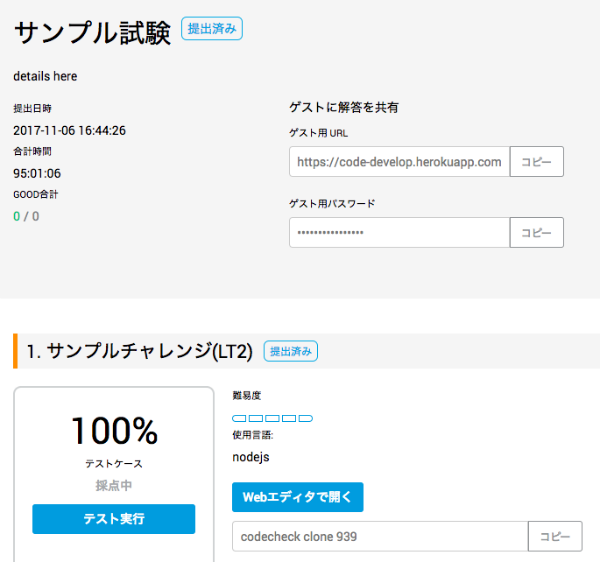 サンプル試験 提出済み
details here
提出日時
2017-11-06 16:44:26
合計時間
95:01:06
GOOD合計
0 / 0
ゲストに解答を共有
ゲスト用 URL
https://code-develop.herokuapp.com コピー
ゲスト用パスワード
•••••••••••••••• コピー
1. サンプルチャレンジ(LT2) 提出済み
100%
テストケース
採点中
テスト実行
難易度
使用言語:
nodejs
Webエディタで開く
codecheck clone 939 コピー